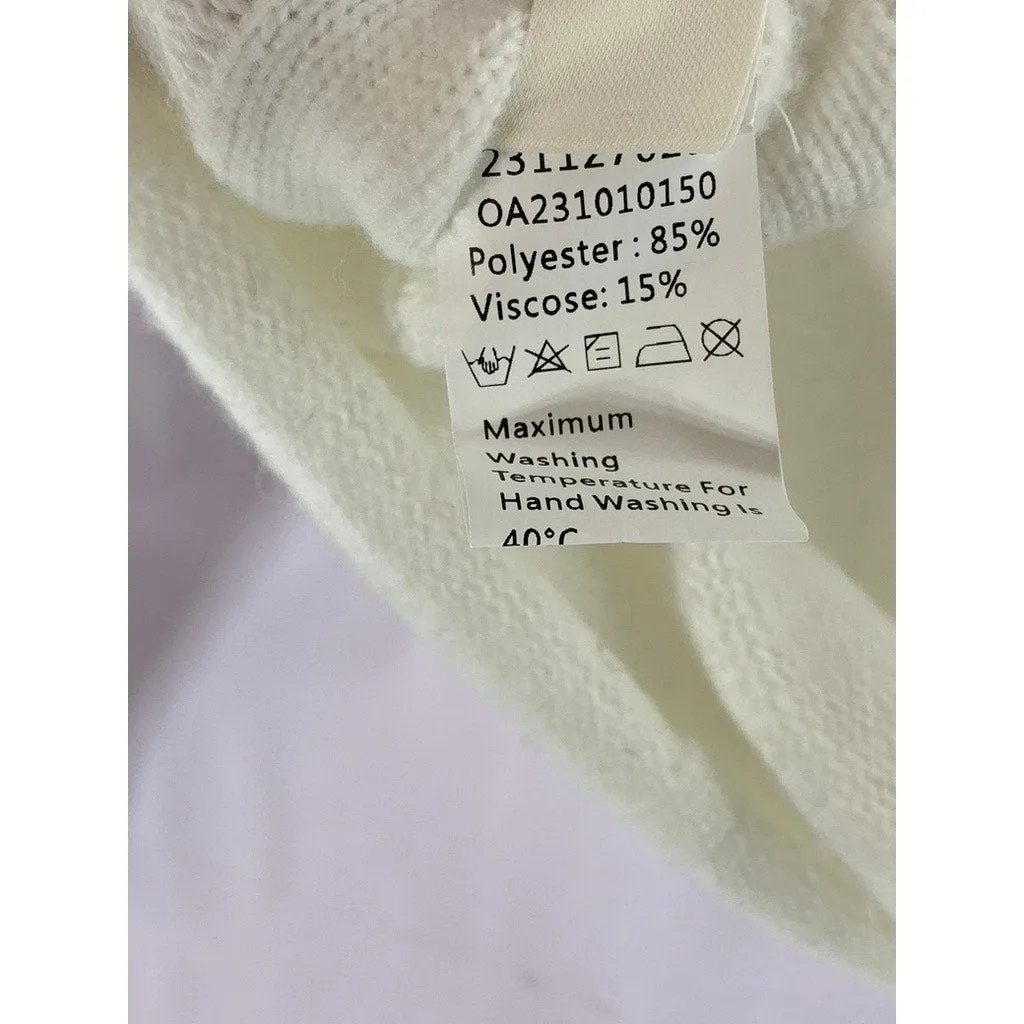 OA231010150
Polyester : 85%
Viscose: 15%
Maximum
Washing
Temperature For
Hand Washing Is
40°C